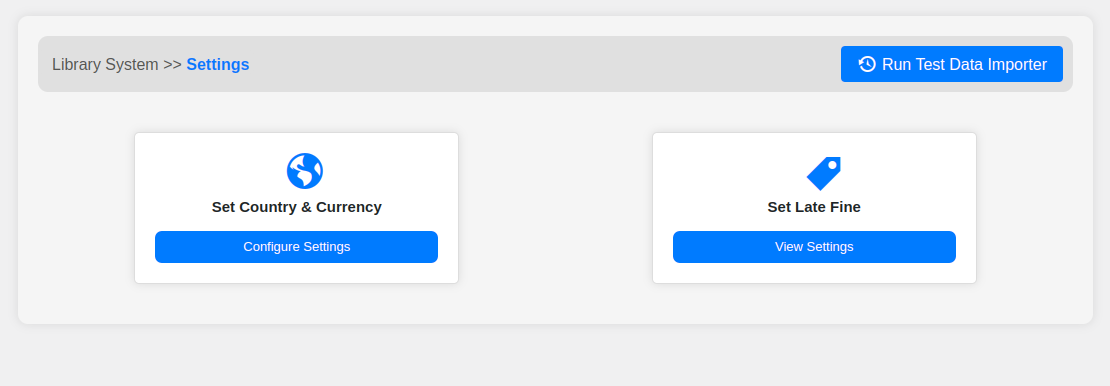 Library System >> Settings
Run Test Data Importer
Set Country & Currency
Configure Settings
Set Late Fine
View Settings